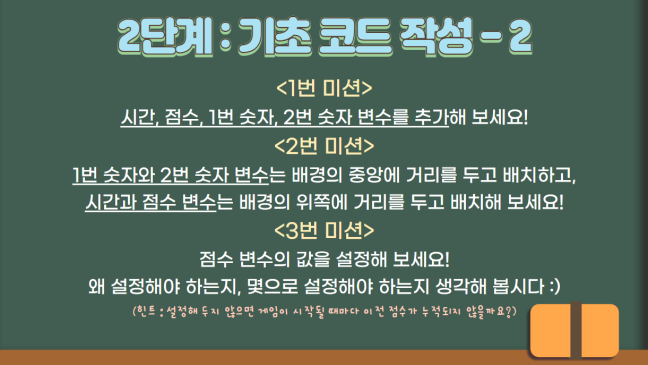 2단계 : 기초 코드 작성 - 2
<1번 미션>
시간, 점수, 1번 숫자, 2번 숫자 변수를 추가해 보세요!
<2번 미션>
1번 숫자와 2번 숫자 변수는 배경의 중앙에 거리를 두고 배치하고,
시간과 점수 변수는 배경의 위쪽에 거리를 두고 배치해 보세요!
<3번 미션>
점수 변수의 값을 설정해 보세요!
왜 설정해야 하는지, 몇으로 설정해야 하는지 생각해 봅시다 :)
(힌트 : 설정해 두지 않으면 게임이 시작될 때마다 이전 점수가 누적되지 않을까요?)